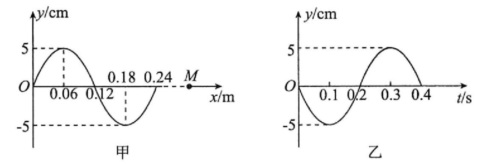 y/cm
5
0.18 0.24 M
O
0.06 0.12
x/m
-5
甲
y/cm
5
O
0.1 0.2 0.3 0.4
t/s
-5
乙